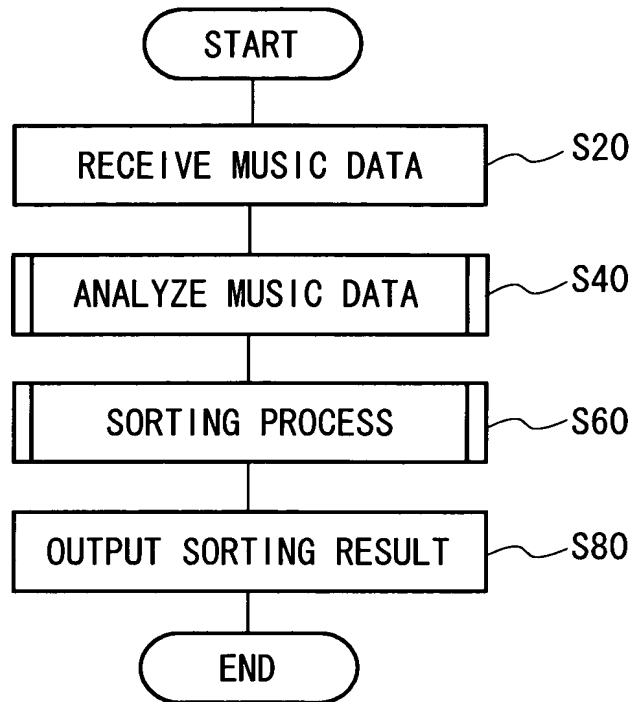 START
RECEIVE MUSIC DATA S20
ANALYZE MUSIC DATA S40
SORTING PROCESS S60
OUTPUT SORTING RESULT S80
END